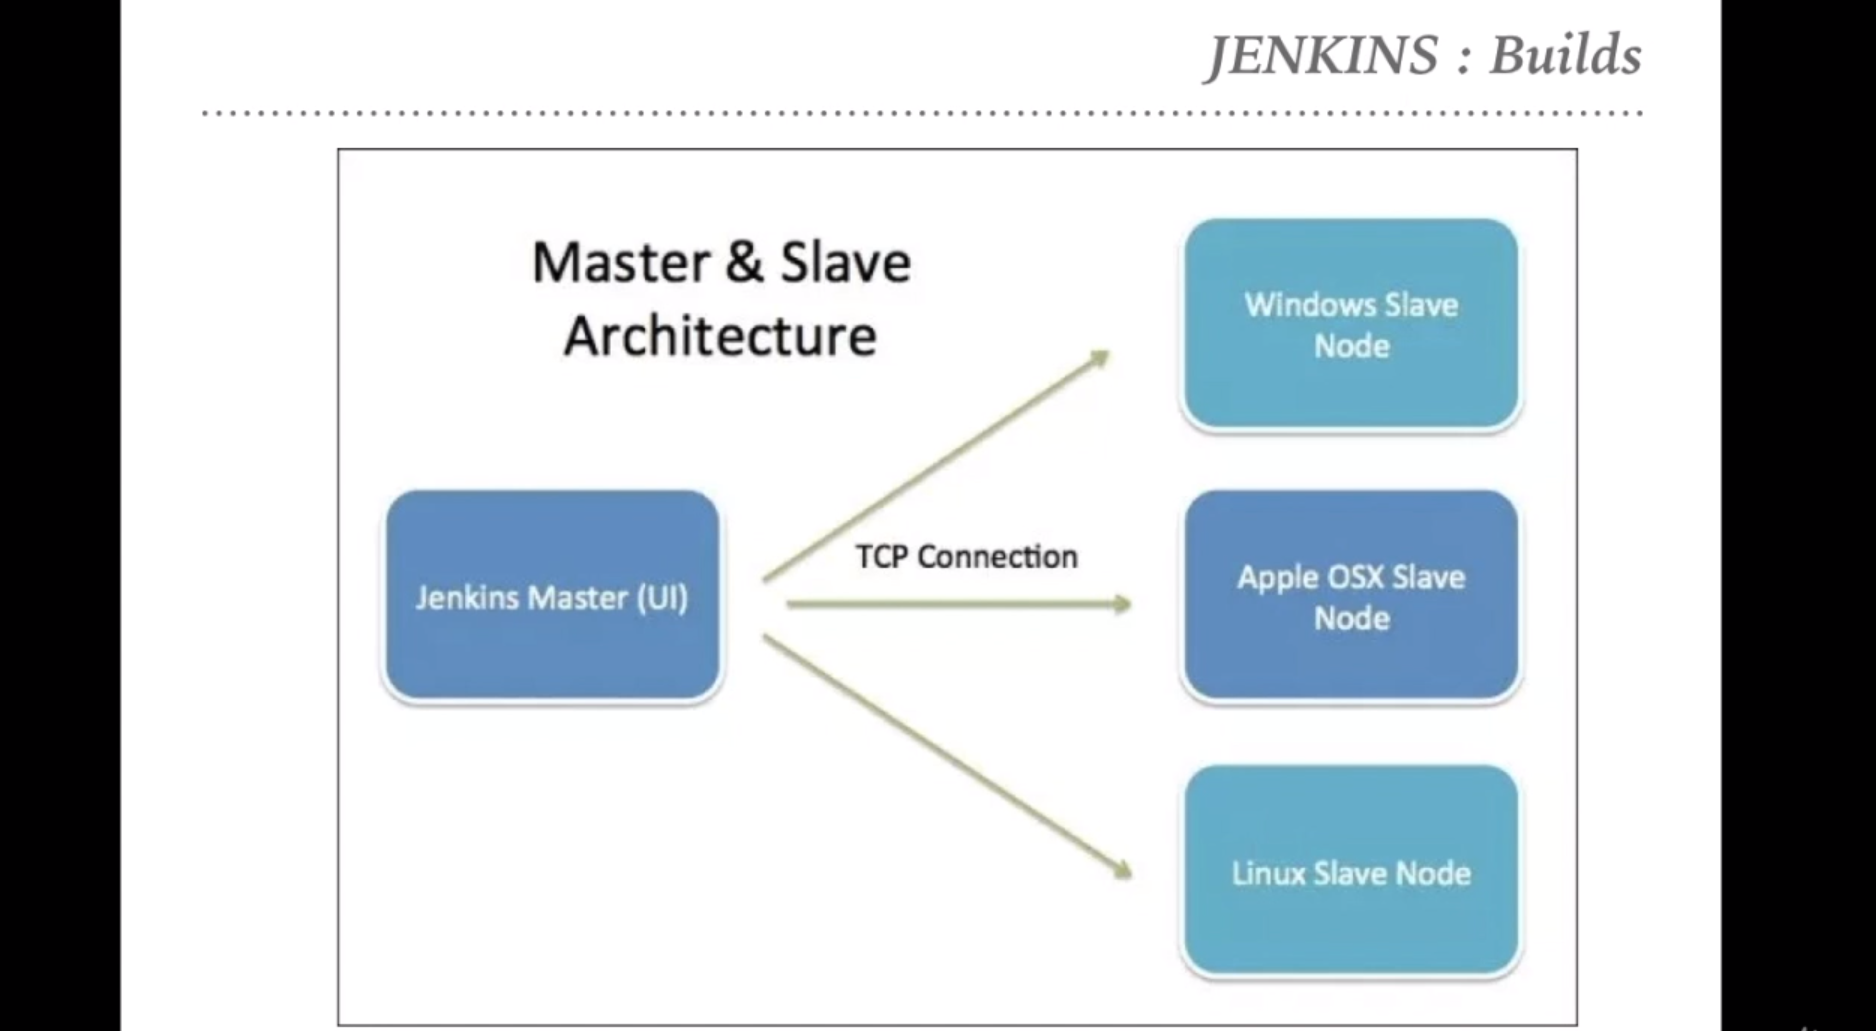 JENKINS : Builds
Master & Slave
Architecture
Windows Slave
Node
Jenkins Master (UI)
TCP Connection
Apple OSX Slave
Node
Linux Slave Node